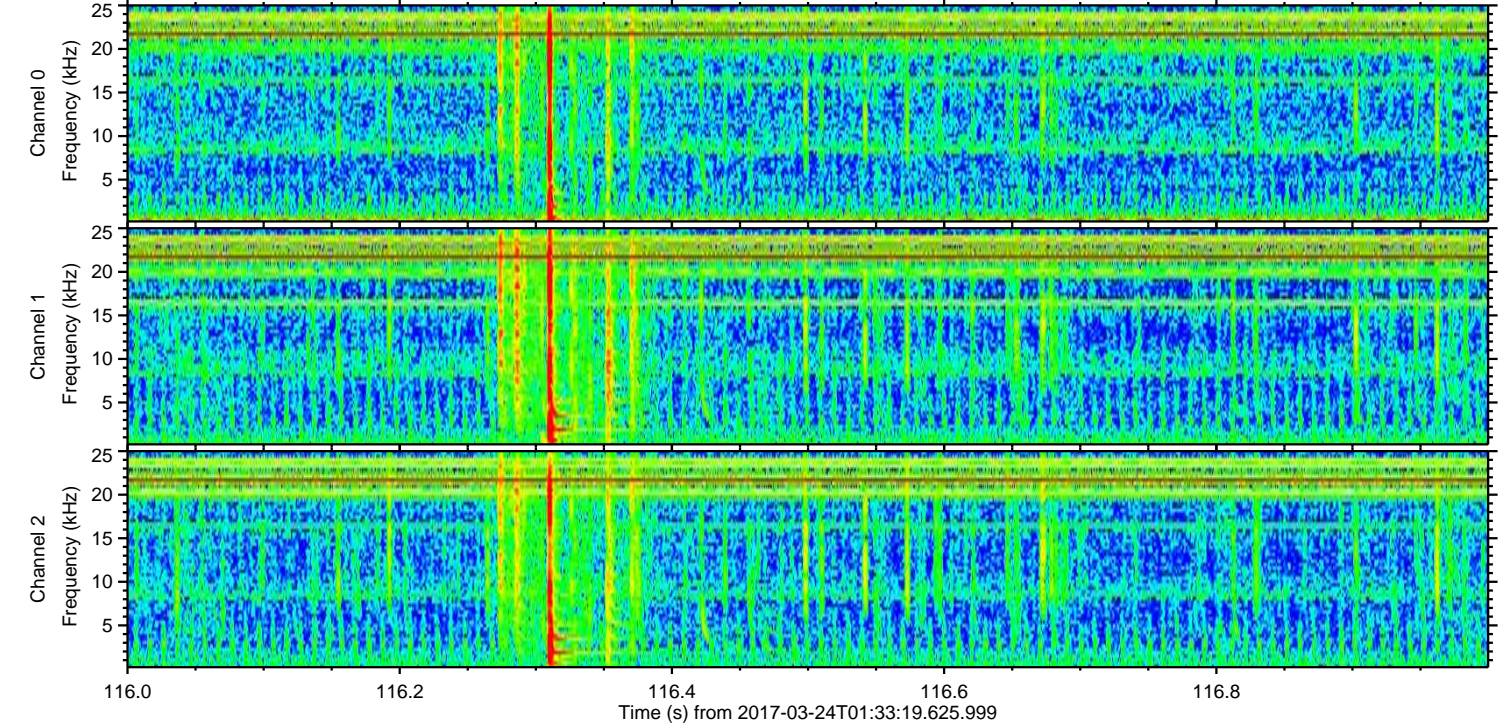 Channel 0
Frequency (kHz)
25
20
15
10
5
Channel 1
Frequency (kHz)
25
20
15
10
5
Channel 2
Frequency (kHz)
25
20
15
10
5
116.0 116.2 116.4 116.6 116.8
Time (s) from 2017-03-24T01:33:19.625.999